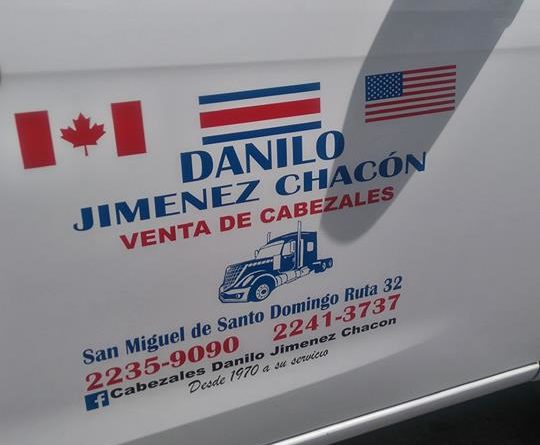 DANILO
JIMENEZ CHACÓN
VENTA DE CABEZALES
San Miguel de Santo Domingo Ruta 32
2235-9090 2241-3737
f Cabezales Danilo Jimenez Chacon
Desde 1970 a su servicio